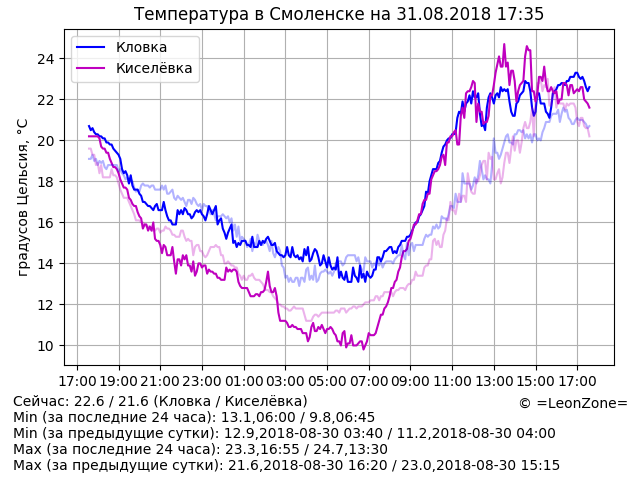 Температура в Смоленске на 31.08.2018 17:35
Кловка
Киселёвка
градусов Цельсия, °C
24
22
20
18
16
14
12
10
17:00 19:00 21:00 23:00 01:00 03:00 05:00 07:00 09:00 11:00 13:00 15:00 17:00
Сейчас: 22.6 / 21.6 (Кловка / Киселёвка)
© =LeonZone=
Min (за последние 24 часа): 13.1,06:00 / 9.8,06:45
Min (за предыдущие сутки): 12.9,2018-08-30 03:40 / 11.2,2018-08-30 04:00
Max (за последние 24 часа): 23.3,16:55 / 24.7,13:30
Max (за предыдущие сутки): 21.6,2018-08-30 16:20 / 23.0,2018-08-30 15:15